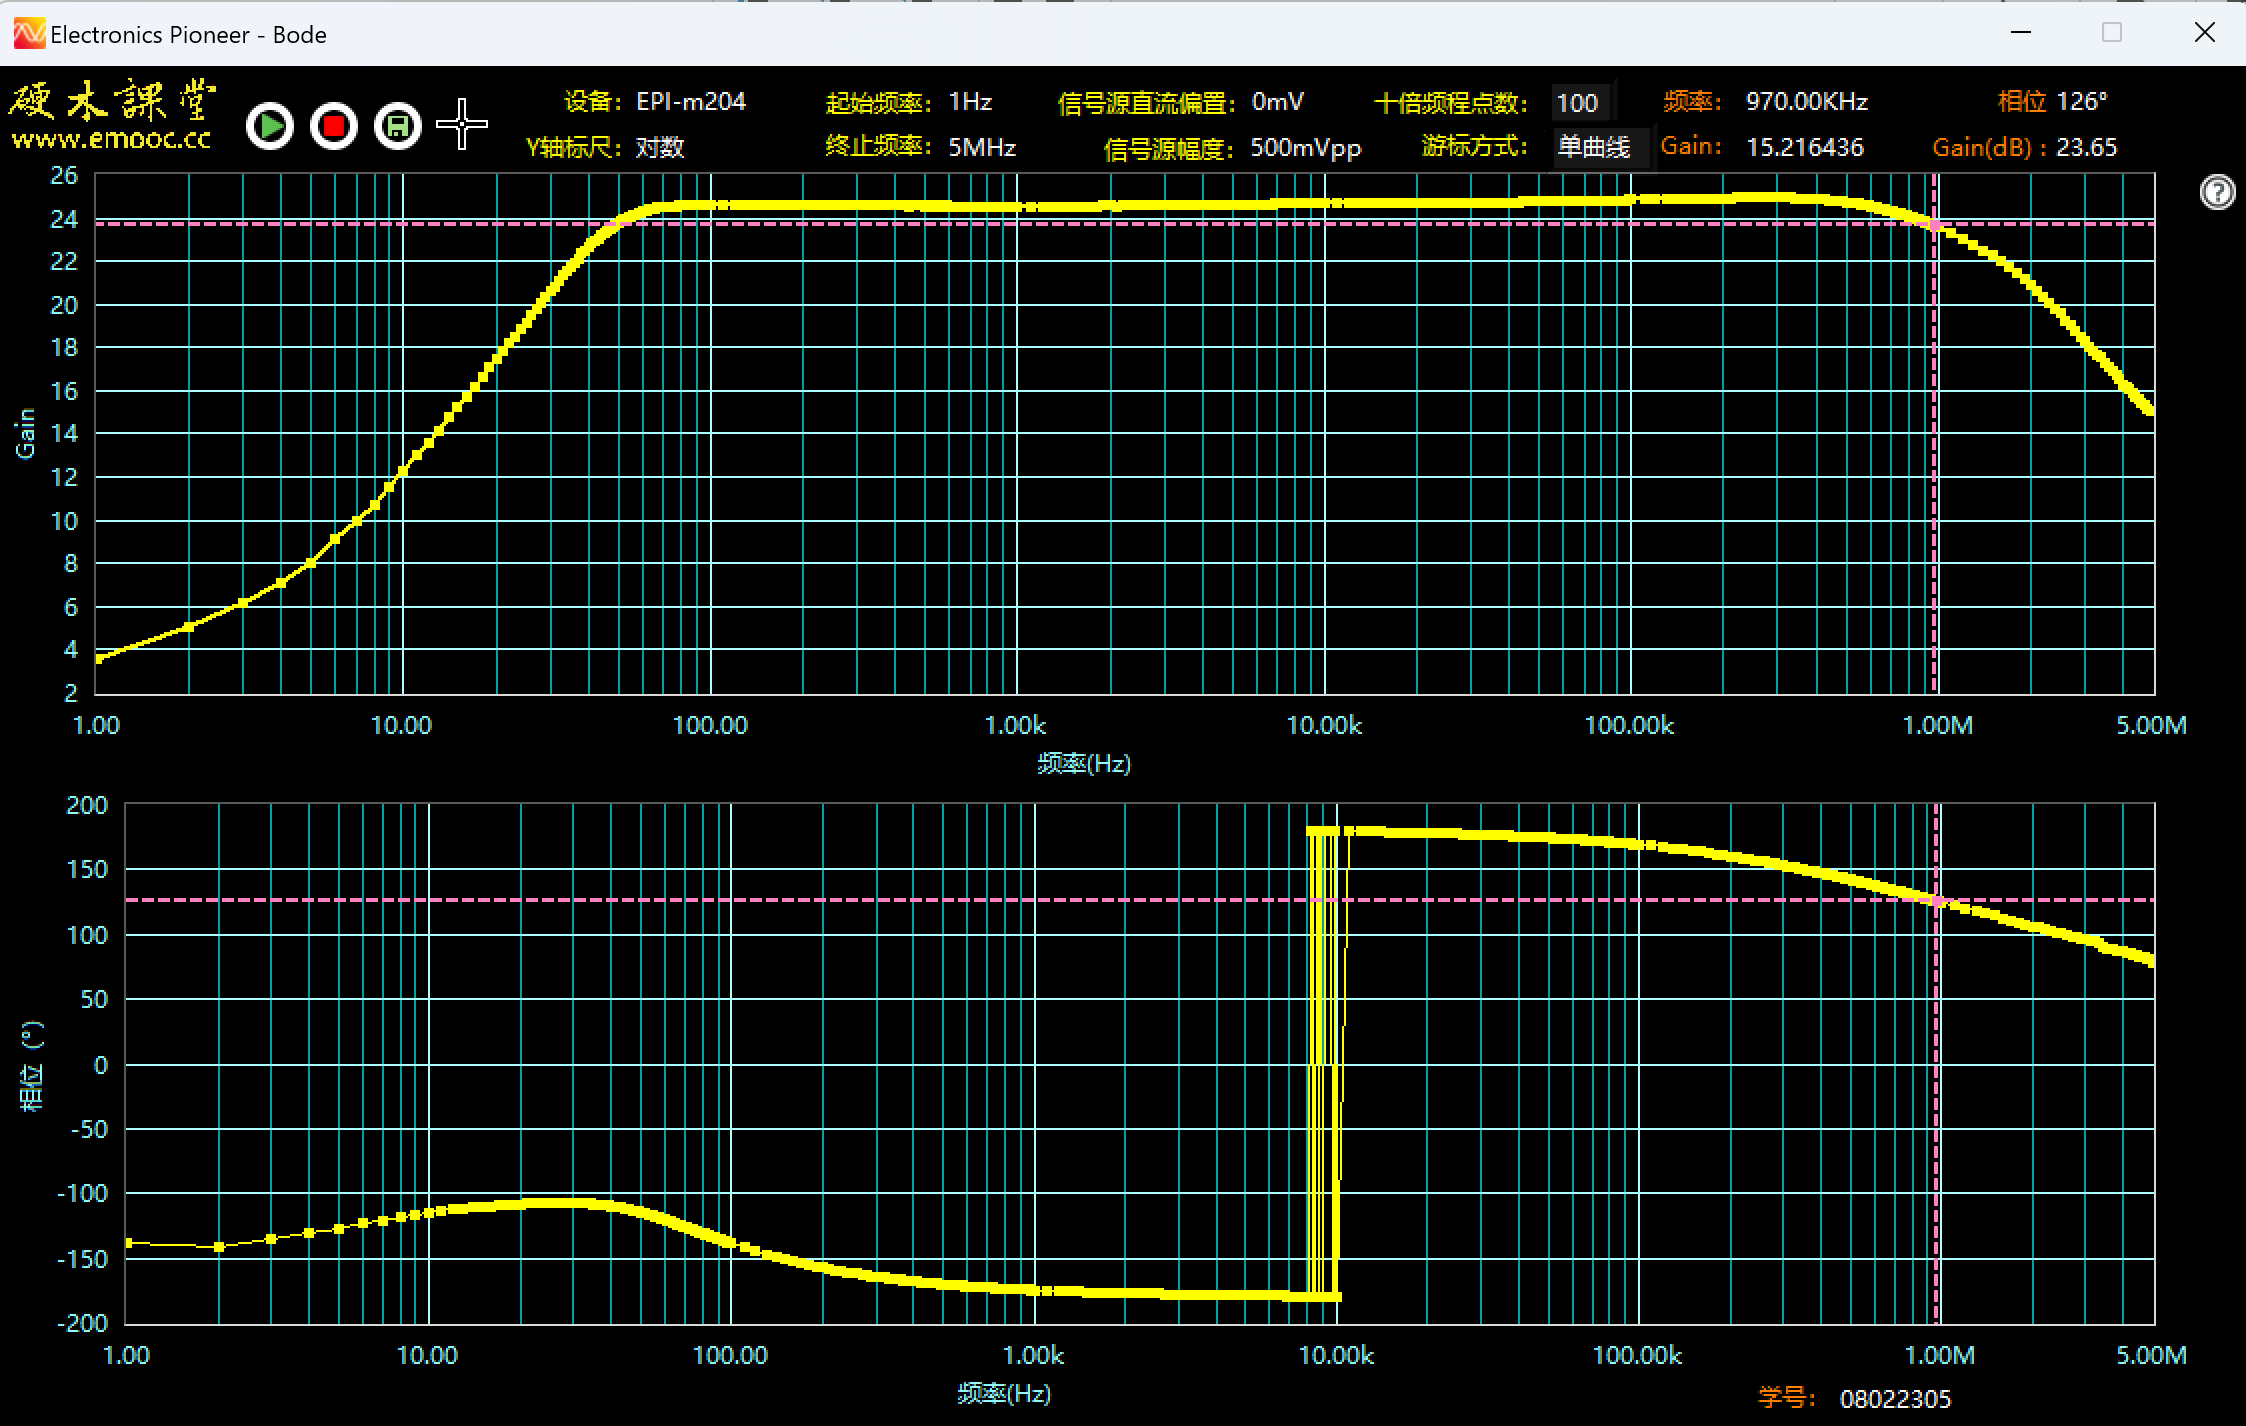 Electronics Pioneer - Bode
硬木課堂
www.emooc.cc
设备: EPI-m204 起始频率: 1Hz 信号源直流偏置: 0mV 十倍频程点数: 100 频率: 970.00KHz 相位 126°
Y轴标尺: 对数 终止频率: 5MHz 信号源幅度: 500mVpp 游标方式: 单曲线 Gain: 15.216436 Gain(dB) : 23.65
?
26
24
22
20
18
16
14
12
10
8
6
4
2
Gain
1.00 10.00 100.00 1.00k 10.00k 100.00k 1.00M 5.00M
频率(Hz)
200
150
100
50
0
-50
-100
-150
-200
相位 (°)
1.00 10.00 100.00 1.00k 10.00k 100.00k 1.00M 5.00M
频率(Hz)
学号: 08022305